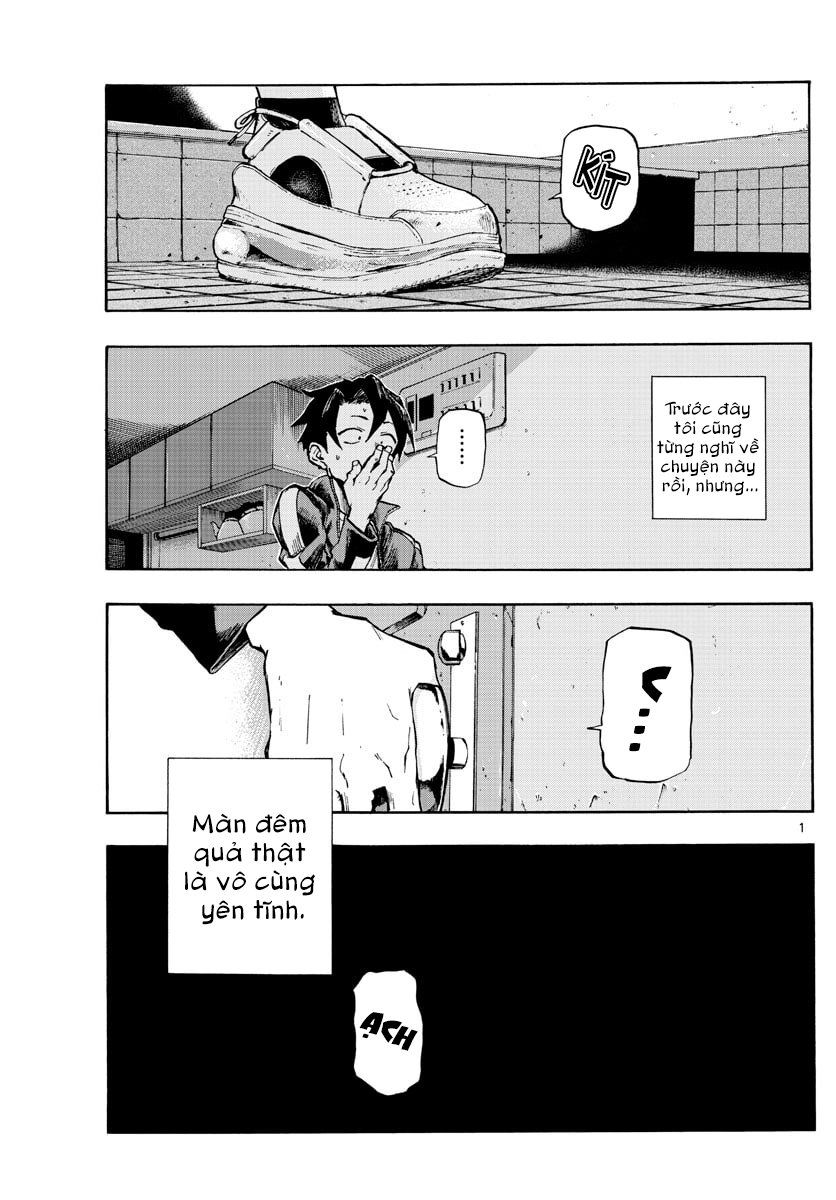 KÍT
Trước đây
tôi cũng
từng nghĩ về
chuyện này
rồi, nhưng...
......
1
Màn đêm
quả thật
là vô cùng
yên tĩnh.
ẠCH